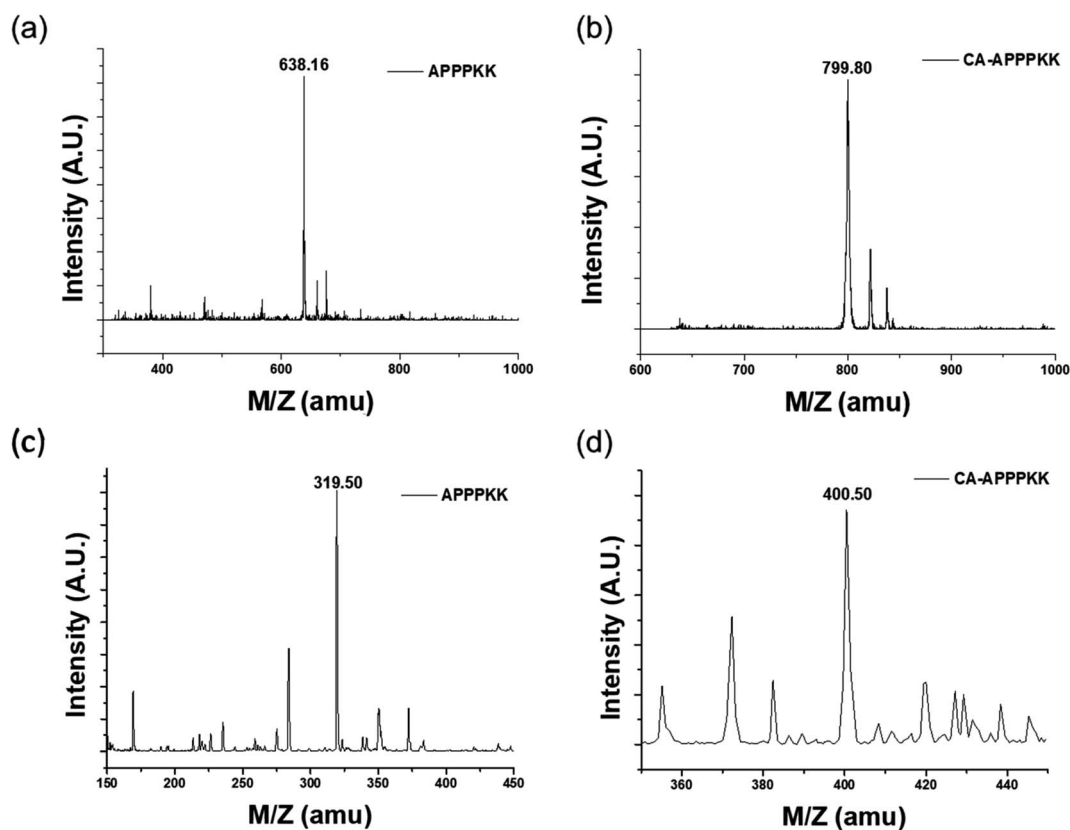 (a)
638.16
APPPKK
Intensity (A.U.)
400
600
800
1000
M/Z (amu)
(b)
799.80
CA-APPPKK
Intensity (A.U.)
600
700
800
900
1000
M/Z (amu)
(c)
319.50
APPPKK
Intensity (A.U.)
150
200
250
300
350
400
450
M/Z (amu)
(d)
400.50
CA-APPPKK
Intensity (A.U.)
360
380
400
420
440
M/Z (amu)